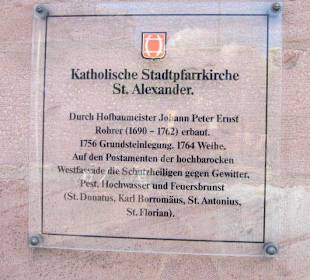 Katholische Stadtpfarrkirche
St. Alexander.
Durch Hofbaumeister Johann Peter Ernst
Rohrer (1690 - 1762) erbaut.
1756 Grundsteinlegung. 1764 Weihe.
Auf den Postamenten der hochbarocken
Westfassade die Schutzheiligen gegen Gewitter,
Pest, Hochwasser und Feuersbrunst
(St. Donatus, Karl Borromäus, St. Antonius,
St. Florian).